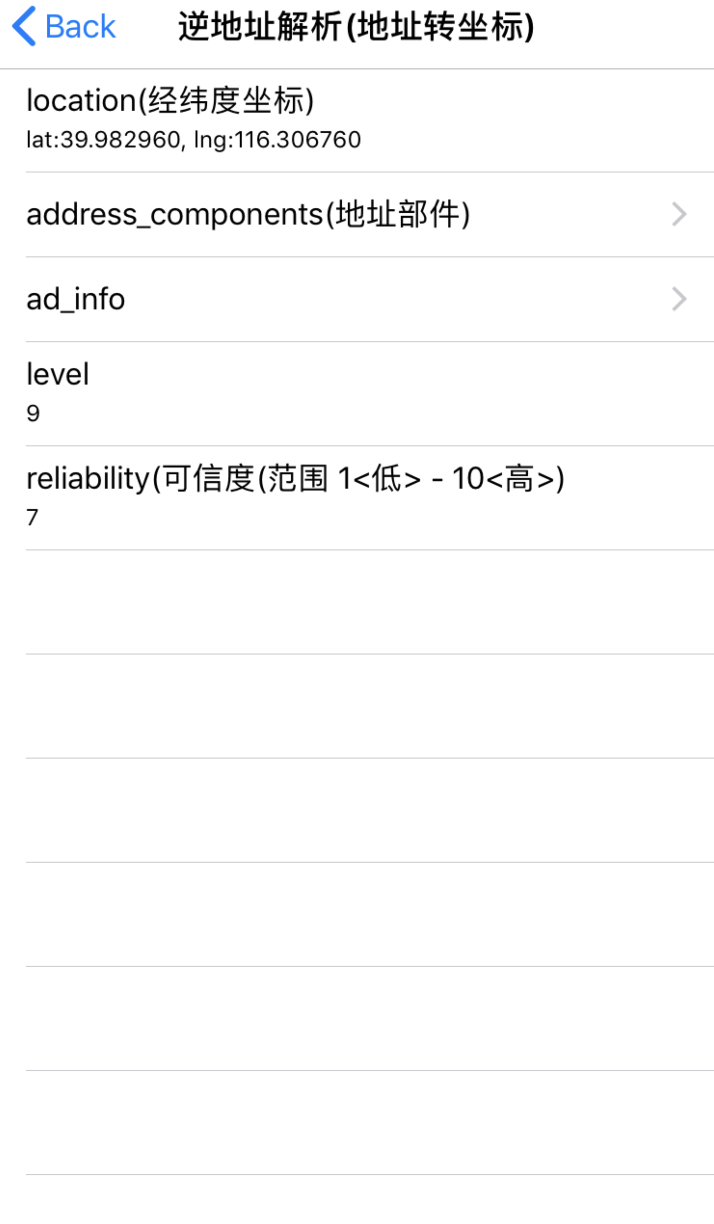 Back
逆地址解析(地址转坐标)
location(经纬度坐标)
lat:39.982960, lng:116.306760
address_components(地址部件)
ad_info
level
9
reliability(可信度(范围 1<低> - 10<高>)
7